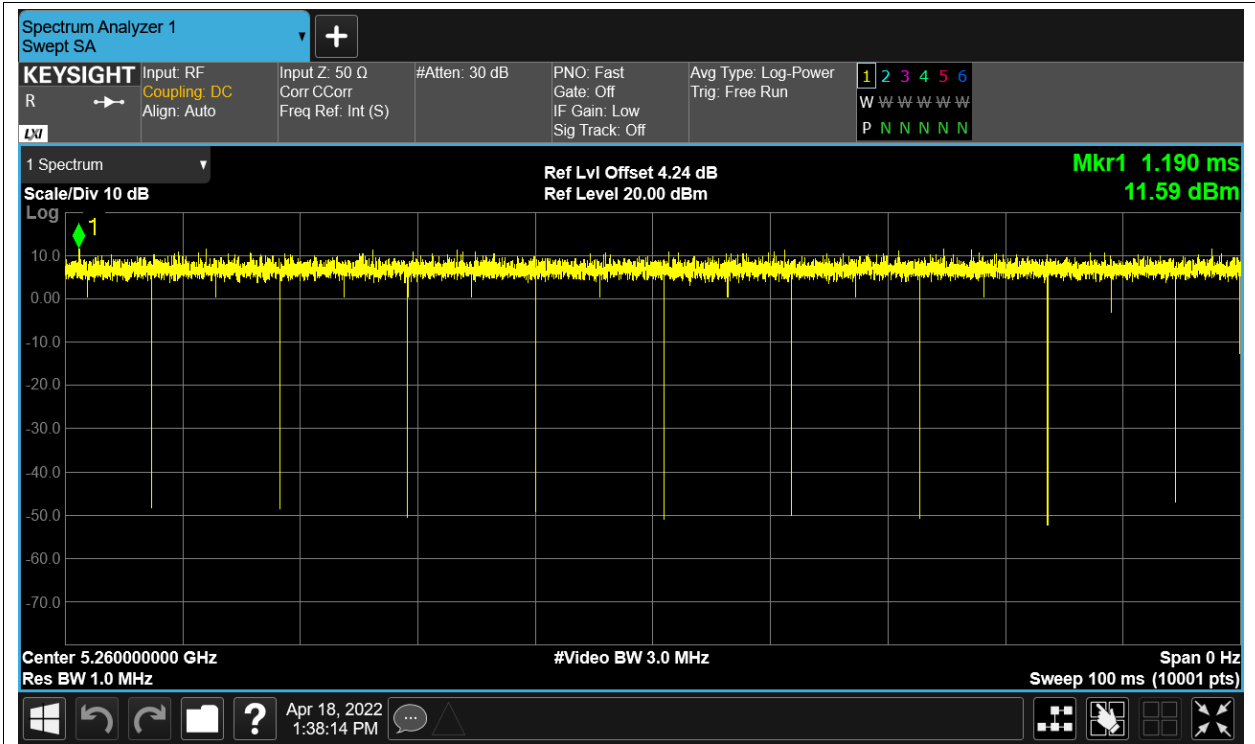 Spectrum Analyzer 1
Swept SA
KEYSIGHT Input: RF Input Z: 50 Ω #Atten: 30 dB PNO: Fast Avg Type: Log-Power 1 2 3 4 5 6
R Coupling: DC Corr CCorr Gate: Off Trig: Free Run W W W W W W
Align: Auto Freq Ref: Int (S) IF Gain: Low
LXI Sig Track: Off P N N N N N
1 Spectrum Ref Lvl Offset 4.24 dB Mkr1 1.190 ms
Scale/Div 10 dB Ref Level 20.00 dBm 11.59 dBm
Log
1
10.0
0.00
-10.0
-20.0
-30.0
-40.0
-50.0
-60.0
-70.0
Center 5.260000000 GHz #Video BW 3.0 MHz Span 0 Hz
Res BW 1.0 MHz Sweep 100 ms (10001 pts)
? Apr 18, 2022
1:38:14 PM